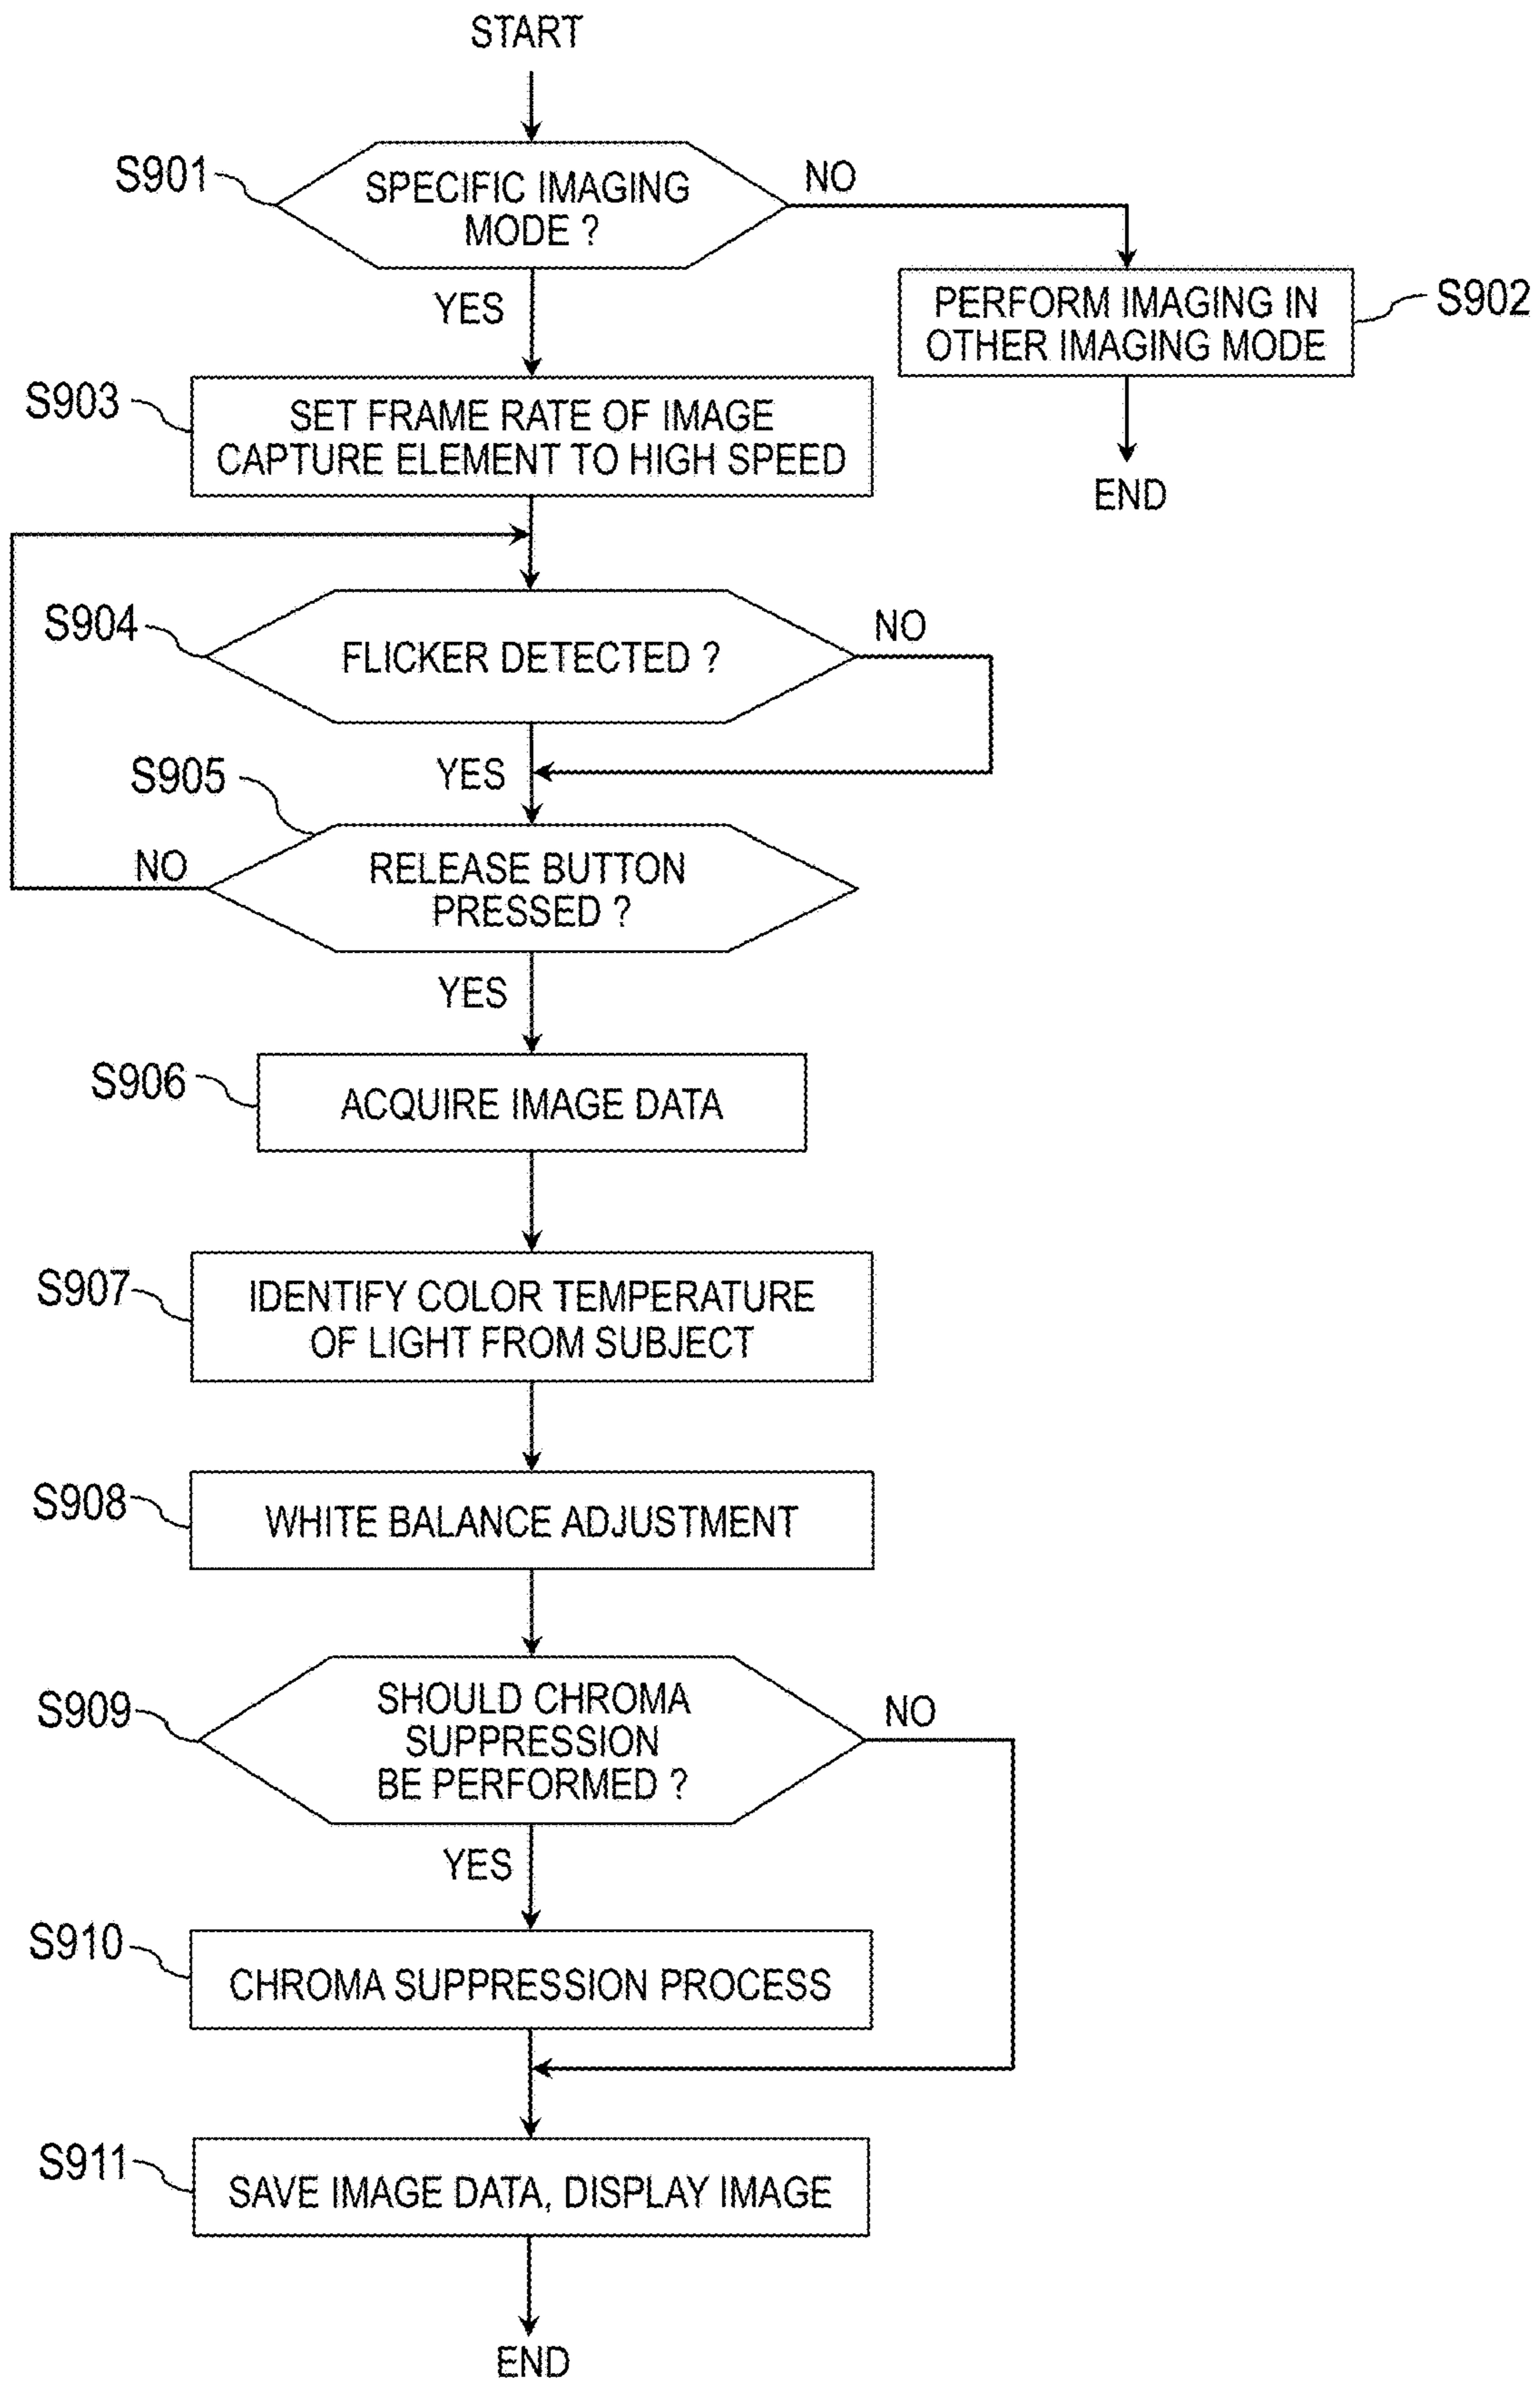 START
S901
SPECIFIC IMAGING
MODE ?
NO
YES
PERFORM IMAGING IN
OTHER IMAGING MODE
S902
END
S903
SET FRAME RATE OF IMAGE
CAPTURE ELEMENT TO HIGH SPEED
S904
FLICKER DETECTED ?
NO
YES
S905
RELEASE BUTTON
PRESSED ?
NO
YES
S906
ACQUIRE IMAGE DATA
S907
IDENTIFY COLOR TEMPERATURE
OF LIGHT FROM SUBJECT
S908
WHITE BALANCE ADJUSTMENT
S909
SHOULD CHROMA
SUPPRESSION
BE PERFORMED ?
NO
YES
S910
CHROMA SUPPRESSION PROCESS
S911
SAVE IMAGE DATA, DISPLAY IMAGE
END